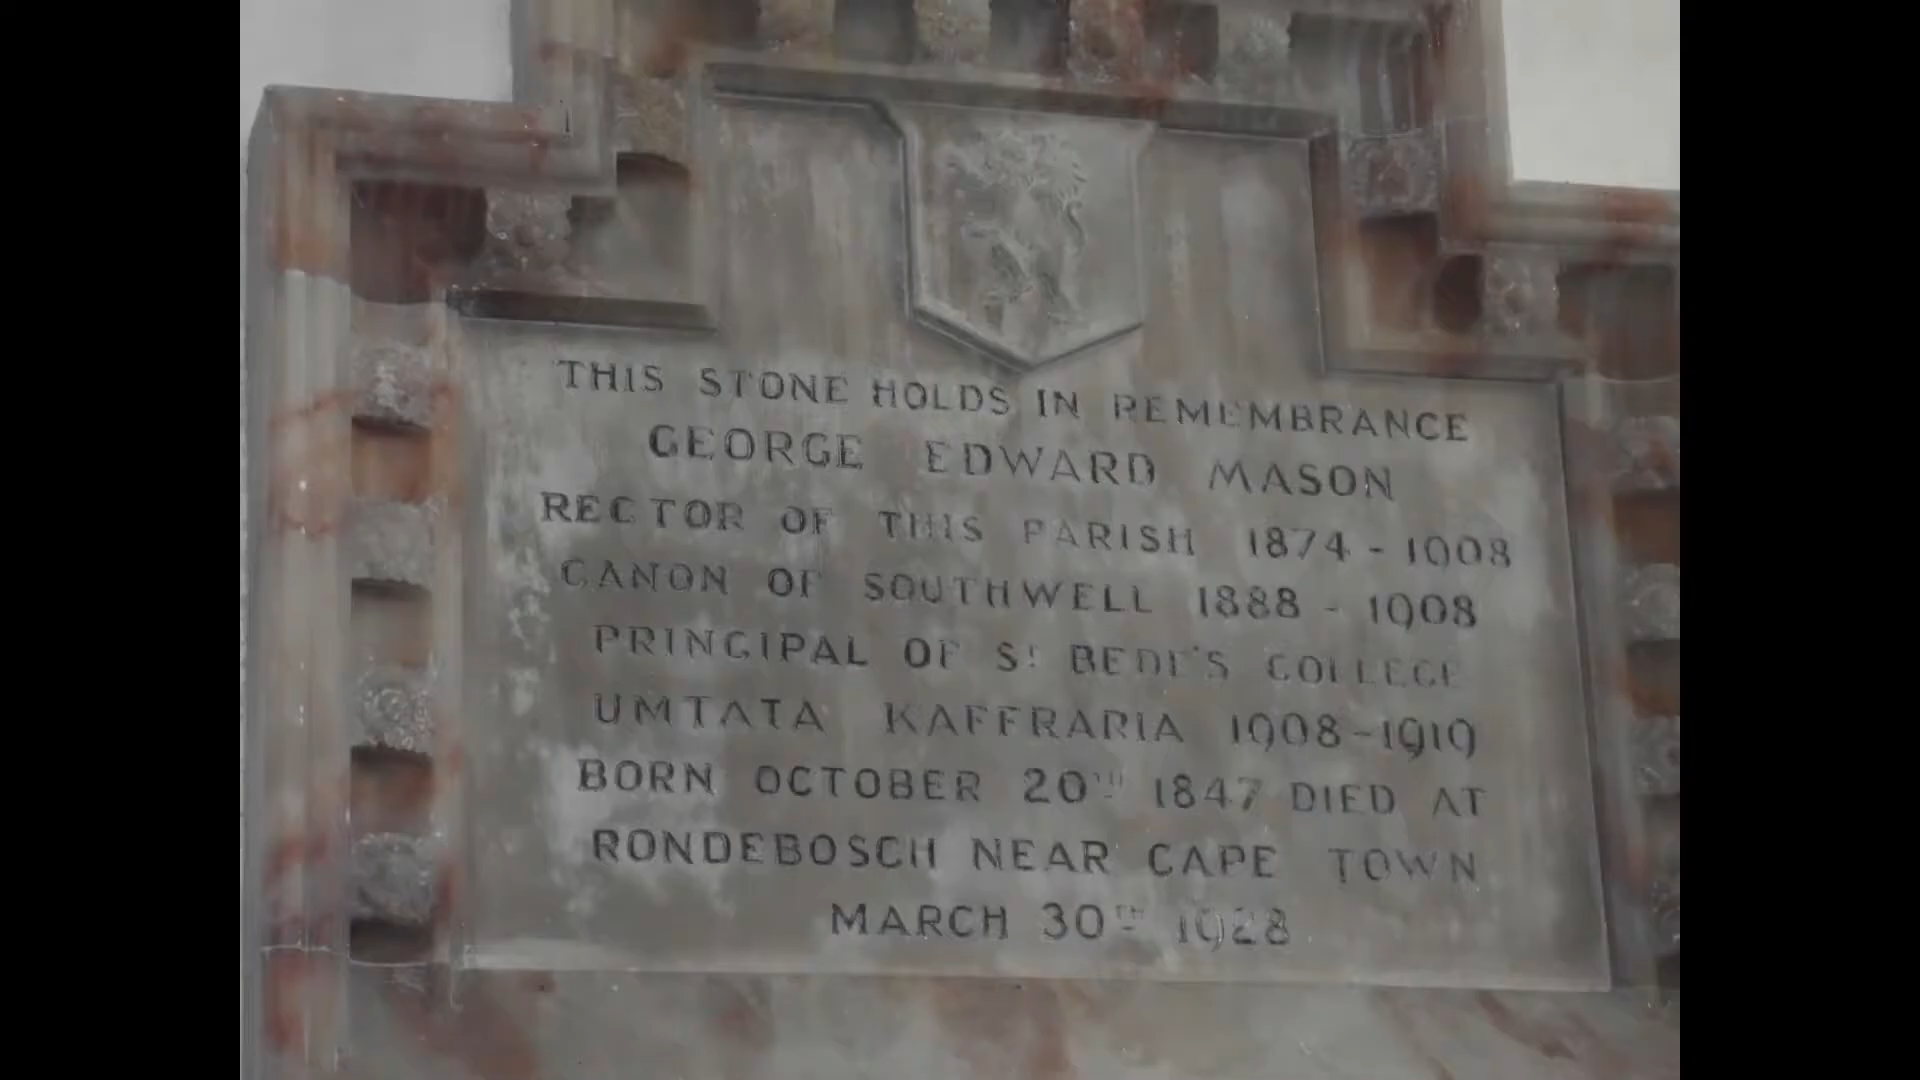 THIS STONE HOLDS IN REMEMBRANCE
GEORGE EDWARD MASON
RECTOR OF THIS PARISH 1874 - 1908
CANON OF SOUTHWELL 1888 - 1908
PRINCIPAL OF ST BEDE'S COLLEGE
UMTATA KAFFRARIA 1908 - 1919
BORN OCTOBER 20TH 1847 DIED AT
RONDEBOSCH NEAR CAPE TOWN
MARCH 30TH 1928